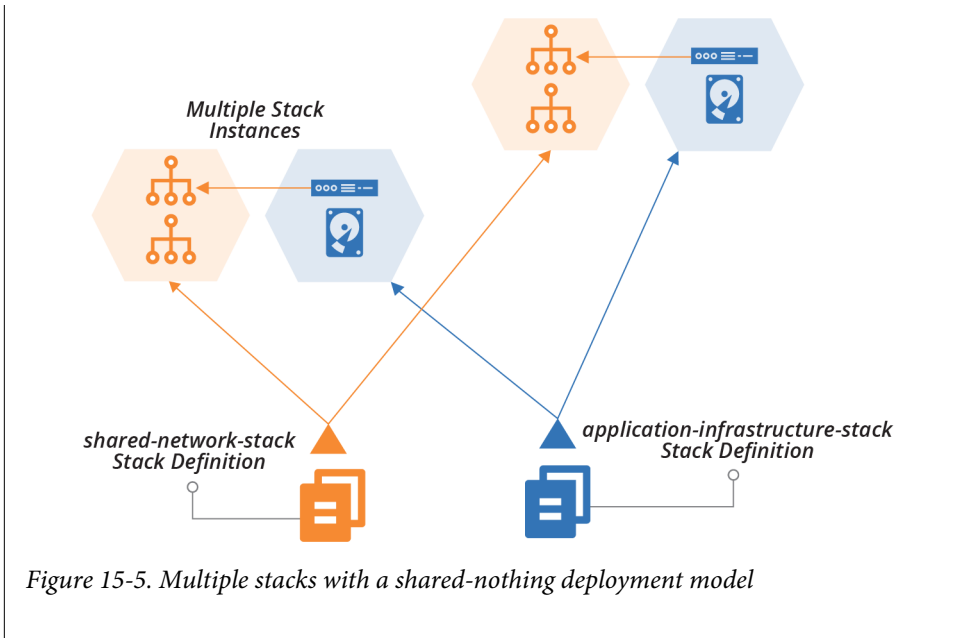 Multiple Stack
Instances
shared-network-stack
Stack Definition
application-infrastructure-stack
Stack Definition
Figure 15-5. Multiple stacks with a shared-nothing deployment model